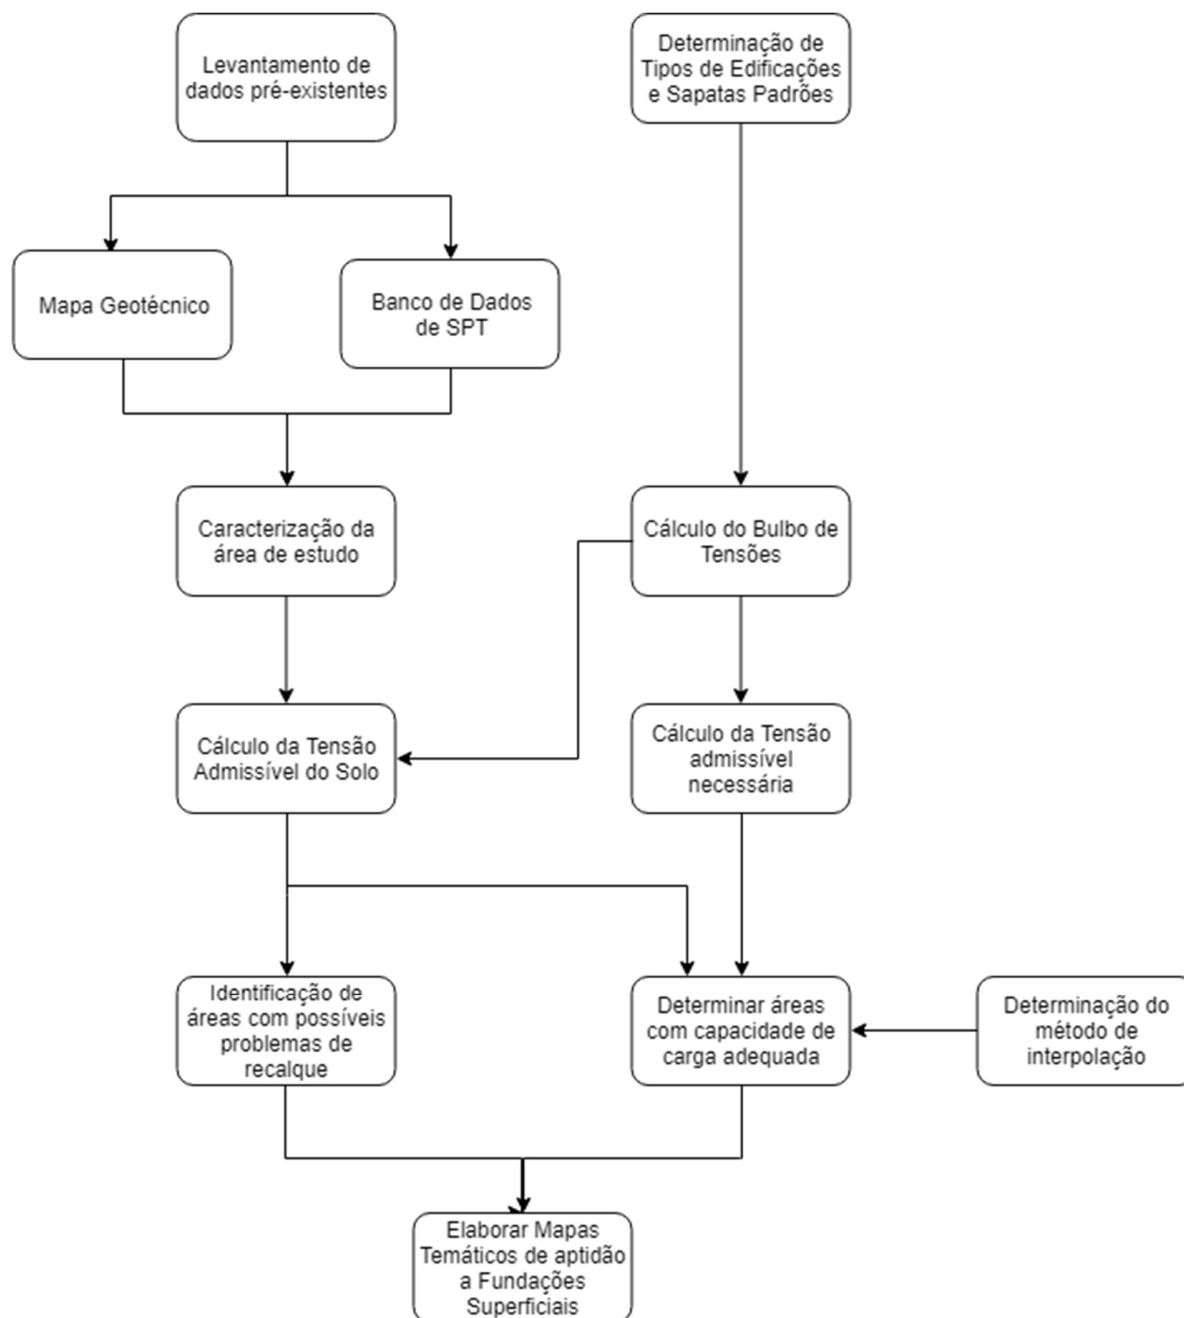 Levantamento de
dados pré-existentes
Determinação de
Tipos de Edificações
e Sapatas Padrões
Mapa Geotécnico
Banco de Dados
de SPT
Caracterização da
área de estudo
Cálculo do Bulbo de
Tensões
Cálculo da Tensão
Admissível do Solo
Cálculo da Tensão
admissível
necessária
Identificação de
áreas com possíveis
problemas de
recalque
Determinar áreas
com capacidade de
carga adequada
Determinação do
método de
interpolação
Elaborar Mapas
Temáticos de aptidão
a Fundações
Superficiais